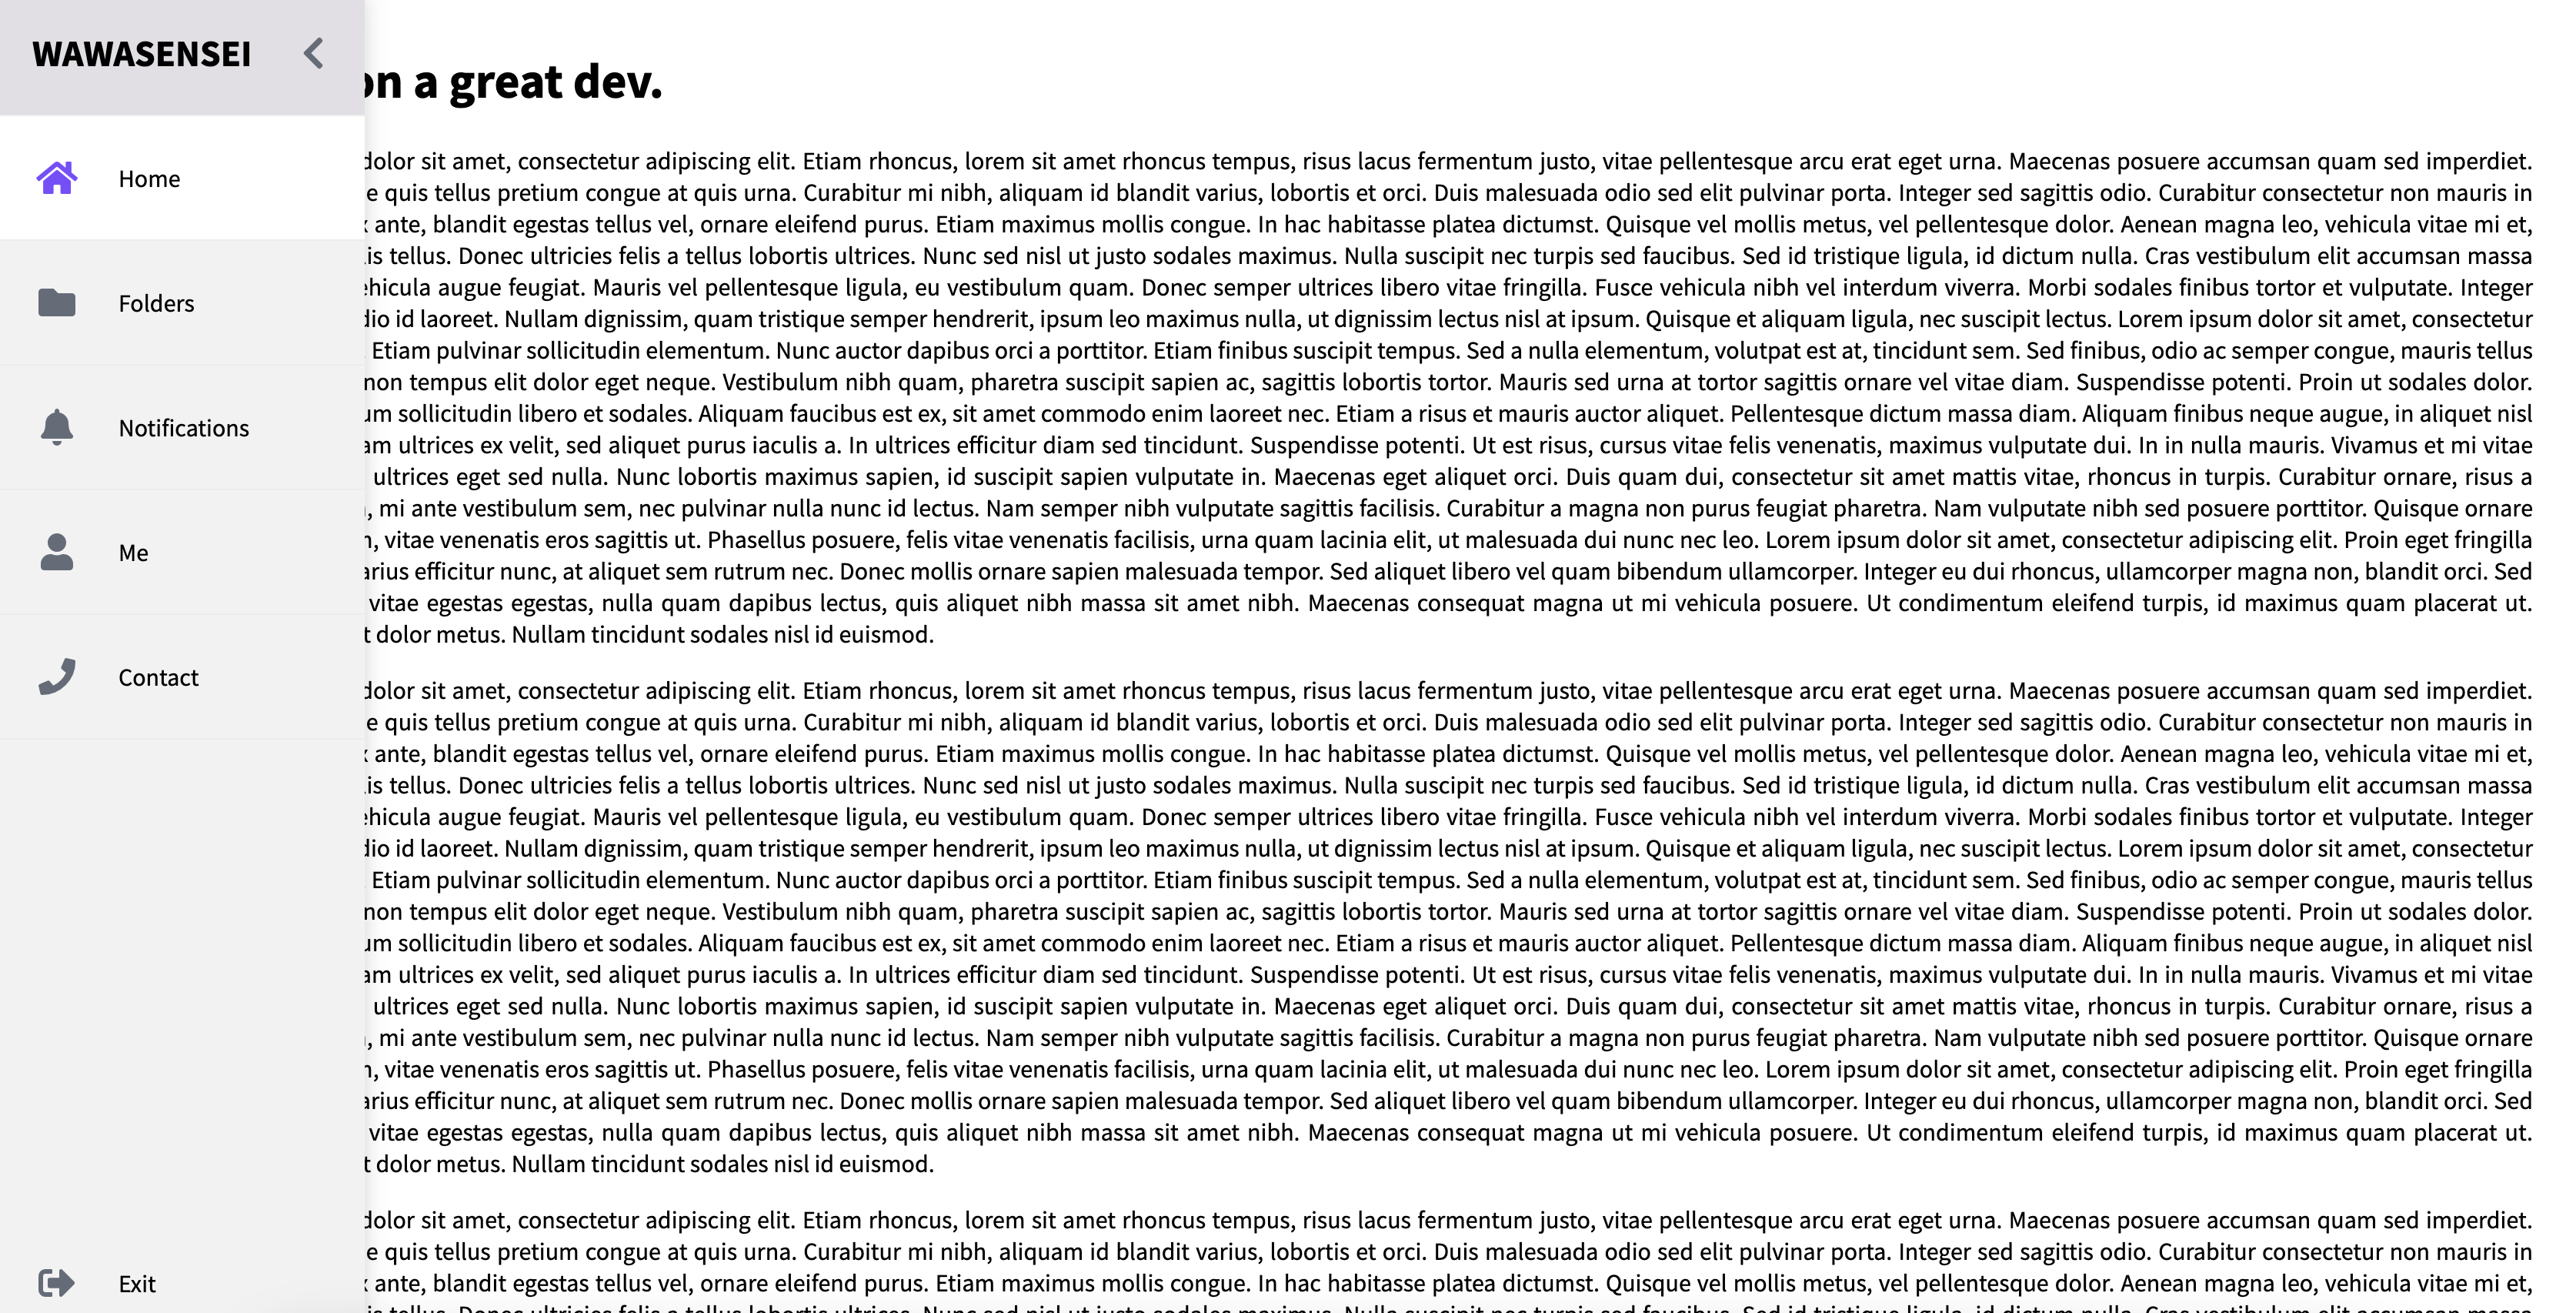 WAWASENSEI
Home
Folders
Notifications
Me
Contact
Exit
on a great dev.
dolor sit amet, consectetur adipiscing elit. Etiam rhoncus, lorem sit amet rhoncus tempus, risus lacus fermentum justo, vitae pellentesque arcu erat eget urna. Maecenas posuere accumsan quam sed imperdiet.
quis tellus pretium congue at quis urna. Curabitur mi nibh, aliquam id blandit varius, lobortis et orci. Duis malesuada odio sed elit pulvinar porta. Integer sed sagittis odio. Curabitur consectetur non mauris in
ante, blandit egestas tellus vel, ornare eleifend purus. Etiam maximus mollis congue. In hac habitasse platea dictumst. Quisque vel mollis metus, vel pellentesque dolor. Aenean magna leo, vehicula vitae mi et,
tellus. Donec ultricies felis a tellus lobortis ultrices. Nunc sed nisl ut justo sodales maximus. Nulla suscipit nec turpis sed faucibus. Sed id tristique ligula, id dictum nulla. Cras vestibulum elit accumsan massa
augue feugiat. Mauris vel pellentesque ligula, eu vestibulum quam. Donec semper ultrices libero vitae fringilla. Fusce vehicula nibh vel interdum viverra. Morbi sodales finibus tortor et vulputate. Integer
id laoreet. Nullam dignissim, quam tristique semper hendrerit, ipsum leo maximus nulla, ut dignissim lectus nisl at ipsum. Quisque et aliquam ligula, nec suscipit lectus. Lorem ipsum dolor sit amet, consectetur
Etiam pulvinar sollicitudin elementum. Nunc auctor dapibus orci a porttitor. Etiam finibus suscipit tempus. Sed a nulla elementum, volutpat est at, tincidunt sem. Sed finibus, odio ac semper congue, mauris tellus
non tempus elit dolor eget neque. Vestibulum nibh quam, pharetra suscipit sapien ac, sagittis lobortis tortor. Mauris sed urna at tortor sagittis ornare vel vitae diam. Suspendisse potenti. Proin ut sodales dolor.
um sollicitudin libero et sodales. Aliquam faucibus est ex, sit amet commodo enim laoreet nec. Etiam a risus et mauris auctor aliquet. Pellentesque dictum massa diam. Aliquam finibus neque augue, in aliquet nisl
am ultrices ex velit, sed aliquet purus iaculis a. In ultrices efficitur diam sed tincidunt. Suspendisse potenti. Ut est risus, cursus vitae felis venenatis, maximus vulputate dui. In in nulla mauris. Vivamus et mi vitae
ultrices eget sed nulla. Nunc lobortis maximus sapien, id suscipit sapien vulputate in. Maecenas eget aliquet orci. Duis quam dui, consectetur sit amet mattis vitae, rhoncus in turpis. Curabitur ornare, risus a
, mi ante vestibulum sem, nec pulvinar nulla nunc id lectus. Nam semper nibh vulputate sagittis facilisis. Curabitur a magna non purus feugiat pharetra. Nam vulputate nibh sed posuere porttitor. Quisque ornare
, vitae venenatis eros sagittis ut. Phasellus posuere, felis vitae venenatis facilisis, urna quam lacinia elit, ut malesuada dui nunc nec leo. Lorem ipsum dolor sit amet, consectetur adipiscing elit. Proin eget fringilla
arius efficitur nunc, at aliquet sem rutrum nec. Donec mollis ornare sapien malesuada tempor. Sed aliquet libero vel quam bibendum ullamcorper. Integer eu dui rhoncus, ullamcorper magna non, blandit orci. Sed
vitae egestas egestas, nulla quam dapibus lectus, quis aliquet nibh massa sit amet nibh. Maecenas consequat magna ut mi vehicula posuere. Ut condimentum eleifend turpis, id maximus quam placerat ut.
t dolor metus. Nullam tincidunt sodales nisl id euismod.
dolor sit amet, consectetur adipiscing elit. Etiam rhoncus, lorem sit amet rhoncus tempus, risus lacus fermentum justo, vitae pellentesque arcu erat eget urna. Maecenas posuere accumsan quam sed imperdiet.
quis tellus pretium congue at quis urna. Curabitur mi nibh, aliquam id blandit varius, lobortis et orci. Duis malesuada odio sed elit pulvinar porta. Integer sed sagittis odio. Curabitur consectetur non mauris in
ante, blandit egestas tellus vel, ornare eleifend purus. Etiam maximus mollis congue. In hac habitasse platea dictumst. Quisque vel mollis metus, vel pellentesque dolor. Aenean magna leo, vehicula vitae mi et,
tellus. Donec ultricies felis a tellus lobortis ultrices. Nunc sed nisl ut justo sodales maximus. Nulla suscipit nec turpis sed faucibus. Sed id tristique ligula, id dictum nulla. Cras vestibulum elit accumsan massa
augue feugiat. Mauris vel pellentesque ligula, eu vestibulum quam. Donec semper ultrices libero vitae fringilla. Fusce vehicula nibh vel interdum viverra. Morbi sodales finibus tortor et vulputate. Integer
id laoreet. Nullam dignissim, quam tristique semper hendrerit, ipsum leo maximus nulla, ut dignissim lectus nisl at ipsum. Quisque et aliquam ligula, nec suscipit lectus. Lorem ipsum dolor sit amet, consectetur
Etiam pulvinar sollicitudin elementum. Nunc auctor dapibus orci a porttitor. Etiam finibus suscipit tempus. Sed a nulla elementum, volutpat est at, tincidunt sem. Sed finibus, odio ac semper congue, mauris tellus
non tempus elit dolor eget neque. Vestibulum nibh quam, pharetra suscipit sapien ac, sagittis lobortis tortor. Mauris sed urna at tortor sagittis ornare vel vitae diam. Suspendisse potenti. Proin ut sodales dolor.
um sollicitudin libero et sodales. Aliquam faucibus est ex, sit amet commodo enim laoreet nec. Etiam a risus et mauris auctor aliquet. Pellentesque dictum massa diam. Aliquam finibus neque augue, in aliquet nisl
am ultrices ex velit, sed aliquet purus iaculis a. In ultrices efficitur diam sed tincidunt. Suspendisse potenti. Ut est risus, cursus vitae felis venenatis, maximus vulputate dui. In in nulla mauris. Vivamus et mi vitae
ultrices eget sed nulla. Nunc lobortis maximus sapien, id suscipit sapien vulputate in. Maecenas eget aliquet orci. Duis quam dui, consectetur sit amet mattis vitae, rhoncus in turpis. Curabitur ornare, risus a
, mi ante vestibulum sem, nec pulvinar nulla nunc id lectus. Nam semper nibh vulputate sagittis facilisis. Curabitur a magna non purus feugiat pharetra. Nam vulputate nibh sed posuere porttitor. Quisque ornare
, vitae venenatis eros sagittis ut. Phasellus posuere, felis vitae venenatis facilisis, urna quam lacinia elit, ut malesuada dui nunc nec leo. Lorem ipsum dolor sit amet, consectetur adipiscing elit. Proin eget fringilla
arius efficitur nunc, at aliquet sem rutrum nec. Donec mollis ornare sapien malesuada tempor. Sed aliquet libero vel quam bibendum ullamcorper. Integer eu dui rhoncus, ullamcorper magna non, blandit orci. Sed
vitae egestas egestas, nulla quam dapibus lectus, quis aliquet nibh massa sit amet nibh. Maecenas consequat magna ut mi vehicula posuere. Ut condimentum eleifend turpis, id maximus quam placerat ut.
t dolor metus. Nullam tincidunt sodales nisl id euismod.
dolor sit amet, consectetur adipiscing elit. Etiam rhoncus, lorem sit amet rhoncus tempus, risus lacus fermentum justo, vitae pellentesque arcu erat eget urna. Maecenas posuere accumsan quam sed imperdiet.
quis tellus pretium congue at quis urna. Curabitur mi nibh, aliquam id blandit varius, lobortis et orci. Duis malesuada odio sed elit pulvinar porta. Integer sed sagittis odio. Curabitur consectetur non mauris in
ante, blandit egestas tellus vel, ornare eleifend purus. Etiam maximus mollis congue. In hac habitasse platea dictumst. Quisque vel mollis metus, vel pellentesque dolor. Aenean magna leo, vehicula vitae mi et,